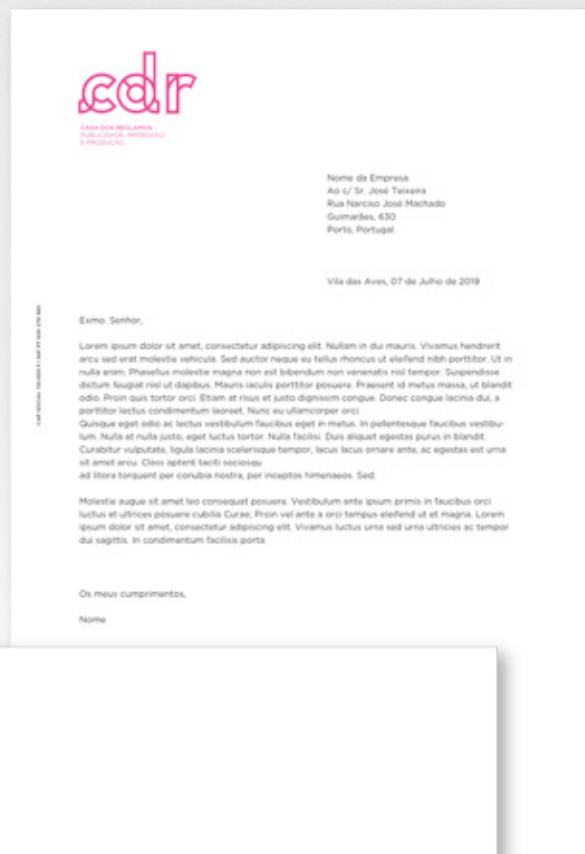 cdr
CASA DOS RECLAMOS
PUBLICIDADE, IMPRESSÃO
E PRODUÇÃO
Nome da Empresa
Ao c/ Sr. José Teixeira
Rua Narciso José Machado
Guimarães, 630
Porto, Portugal
Vila das Aves, 07 de Julho de 2019
Exmo. Senhor,
Lorem ipsum dolor sit amet, consectetur adipiscing elit. Nullam in dui mauris. Vivamus hendrerit
arcu sed erat molestie vehicula. Sed auctor neque eu tellus rhoncus ut eleifend nibh porttitor. Ut in
nulla enim. Phasellus molestie magna non est bibendum non venenatis nisl tempor. Suspendisse
dictum feugiat nisl ut dapibus. Mauris iaculis porttitor posuere. Praesent id metus massa, ut blandit
odio. Proin quis tortor orci. Etiam at risus et justo dignissim congue. Donec congue lacinia dui, a
porttitor lectus condimentum laoreet. Nunc eu ullamcorper orci.
Quisque eget odio ac lectus vestibulum faucibus eget in metus. In pellentesque faucibus vestibu-
lum. Nulla at nulla justo, eget luctus tortor. Nulla facilisi. Duis aliquet egestas purus in blandit.
Curabitur vulputate, ligula lacinia scelerisque tempor, lacus lacus ornare ante, ac egestas est urna
sit amet arcu. Class aptent taciti sociosqu
ad litora torquent per conubia nostra, per inceptos himenaeos. Sed
Molestie augue sit amet leo consequat posuere. Vestibulum ante ipsum primis in faucibus orci
luctus et ultrices posuere cubilia Curae; Proin vel ante a orci tempus eleifend ut et magna. Lorem
ipsum dolor sit amet, consectetur adipiscing elit. Vivamus luctus urna sed urna ultricies ac tempor
dui sagittis. In condimentum facilisis porta.
Os meus cumprimentos,
Nome